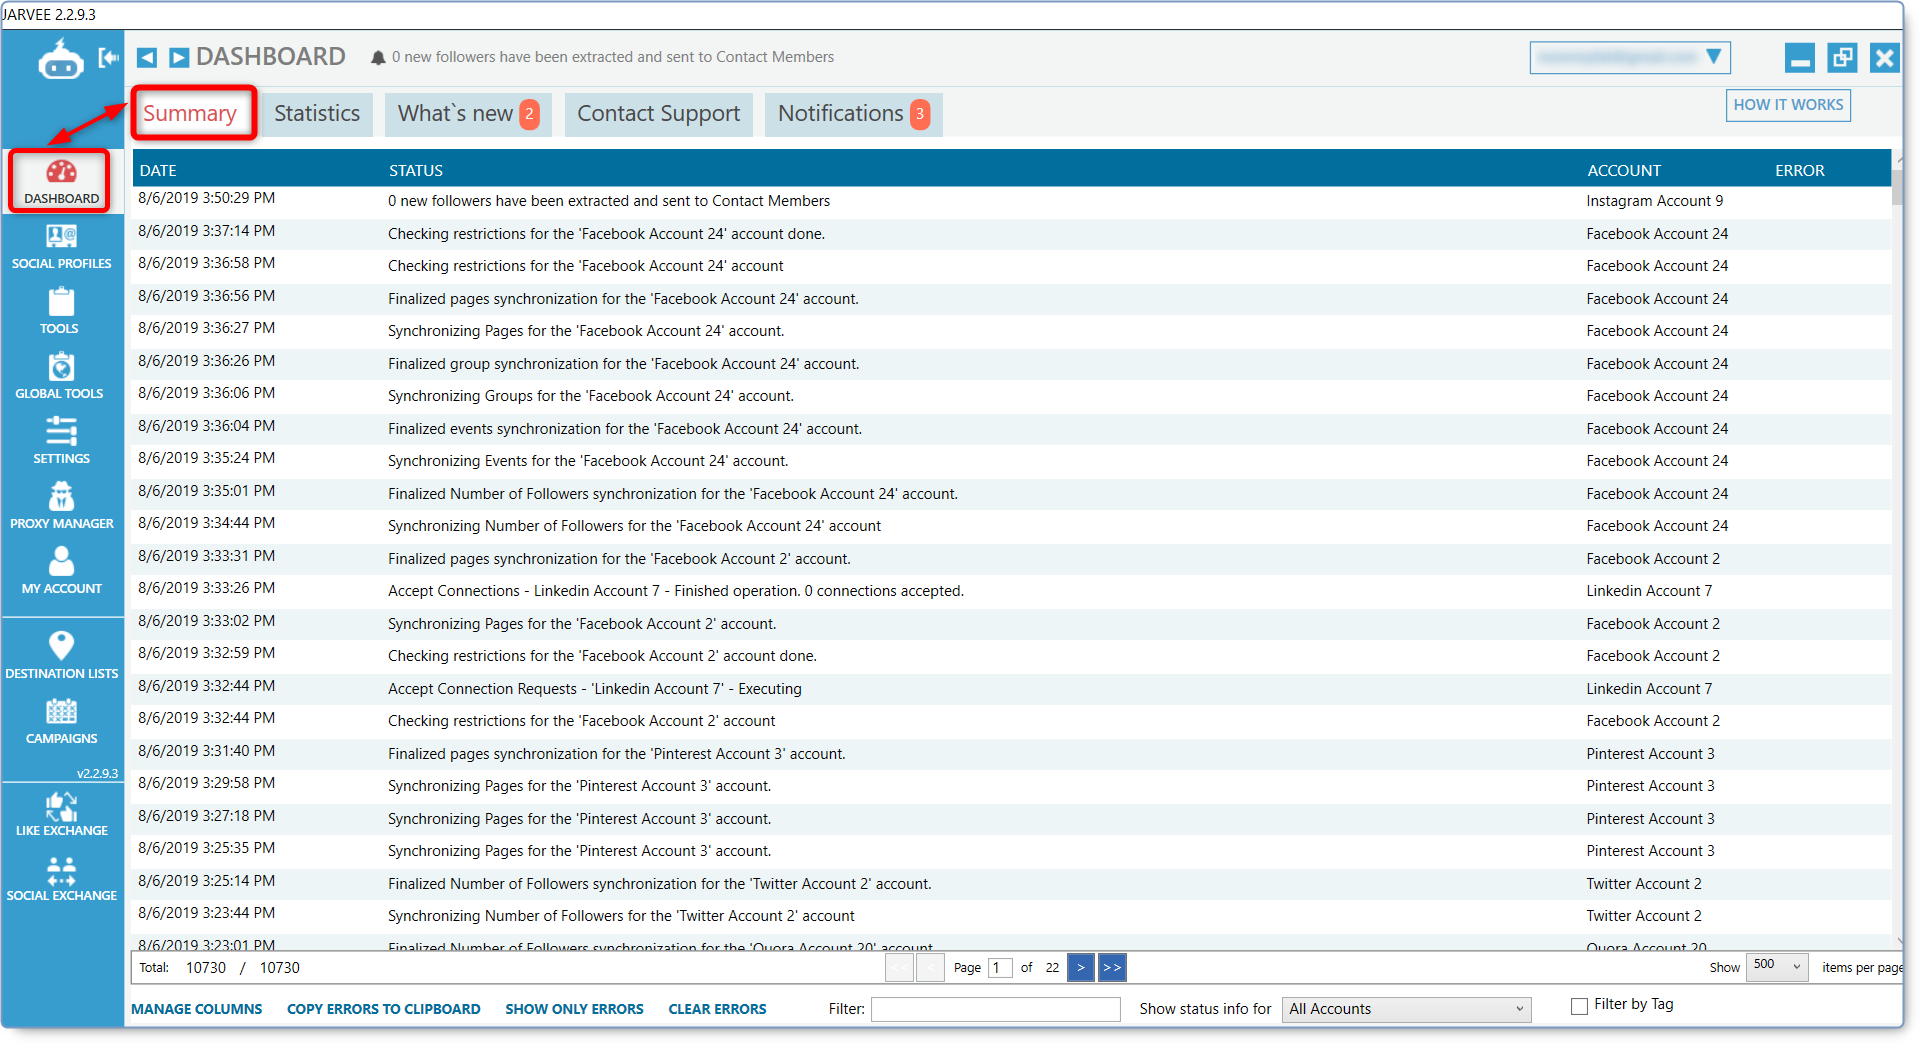 JARVEE 2.2.9.3
DASHBOARD
0 new followers have been extracted and sent to Contact Members
Summary
Statistics
What`s new 2
Contact Support
Notifications 3
HOW IT WORKS
DASHBOARD
SOCIAL PROFILES
TOOLS
GLOBAL TOOLS
SETTINGS
PROXY MANAGER
MY ACCOUNT
DESTINATION LISTS
CAMPAIGNS
v2.2.9.3
LIKE EXCHANGE
SOCIAL EXCHANGE
DATE STATUS ACCOUNT ERROR
8/6/2019 3:50:29 PM 0 new followers have been extracted and sent to Contact Members Instagram Account 9
8/6/2019 3:37:14 PM Checking restrictions for the 'Facebook Account 24' account done. Facebook Account 24
8/6/2019 3:36:58 PM Checking restrictions for the 'Facebook Account 24' account Facebook Account 24
8/6/2019 3:36:56 PM Finalized pages synchronization for the 'Facebook Account 24' account. Facebook Account 24
8/6/2019 3:36:27 PM Synchronizing Pages for the 'Facebook Account 24' account. Facebook Account 24
8/6/2019 3:36:26 PM Finalized group synchronization for the 'Facebook Account 24' account. Facebook Account 24
8/6/2019 3:36:06 PM Synchronizing Groups for the 'Facebook Account 24' account. Facebook Account 24
8/6/2019 3:36:04 PM Finalized events synchronization for the 'Facebook Account 24' account. Facebook Account 24
8/6/2019 3:35:24 PM Synchronizing Events for the 'Facebook Account 24' account. Facebook Account 24
8/6/2019 3:35:01 PM Finalized Number of Followers synchronization for the 'Facebook Account 24' account. Facebook Account 24
8/6/2019 3:34:44 PM Synchronizing Number of Followers for the 'Facebook Account 24' account Facebook Account 24
8/6/2019 3:33:31 PM Finalized pages synchronization for the 'Facebook Account 2' account. Facebook Account 2
8/6/2019 3:33:26 PM Accept Connections - Linkedin Account 7 - Finished operation. 0 connections accepted. Linkedin Account 7
8/6/2019 3:33:02 PM Synchronizing Pages for the 'Facebook Account 2' account. Facebook Account 2
8/6/2019 3:32:59 PM Checking restrictions for the 'Facebook Account 2' account done. Facebook Account 2
8/6/2019 3:32:44 PM Accept Connection Requests - 'Linkedin Account 7' - Executing Linkedin Account 7
8/6/2019 3:32:44 PM Checking restrictions for the 'Facebook Account 2' account Facebook Account 2
8/6/2019 3:31:40 PM Finalized pages synchronization for the 'Pinterest Account 3' account. Pinterest Account 3
8/6/2019 3:29:58 PM Synchronizing Pages for the 'Pinterest Account 3' account. Pinterest Account 3
8/6/2019 3:27:18 PM Synchronizing Pages for the 'Pinterest Account 3' account. Pinterest Account 3
8/6/2019 3:25:35 PM Synchronizing Pages for the 'Pinterest Account 3' account. Pinterest Account 3
8/6/2019 3:25:14 PM Finalized Number of Followers synchronization for the 'Twitter Account 2' account. Twitter Account 2
8/6/2019 3:23:44 PM Synchronizing Number of Followers for the 'Twitter Account 2' account Twitter Account 2
8/6/2019 3:23:01 PM Finalized Number of Followers synchronization for the 'Quora Account 20' account. Quora Account 20
Total: 10730 / 10730 << < Page 1 of 22 > >> Show 500 items per page
MANAGE COLUMNS COPY ERRORS TO CLIPBOARD SHOW ONLY ERRORS CLEAR ERRORS Filter: Show status info for All Accounts Filter by Tag